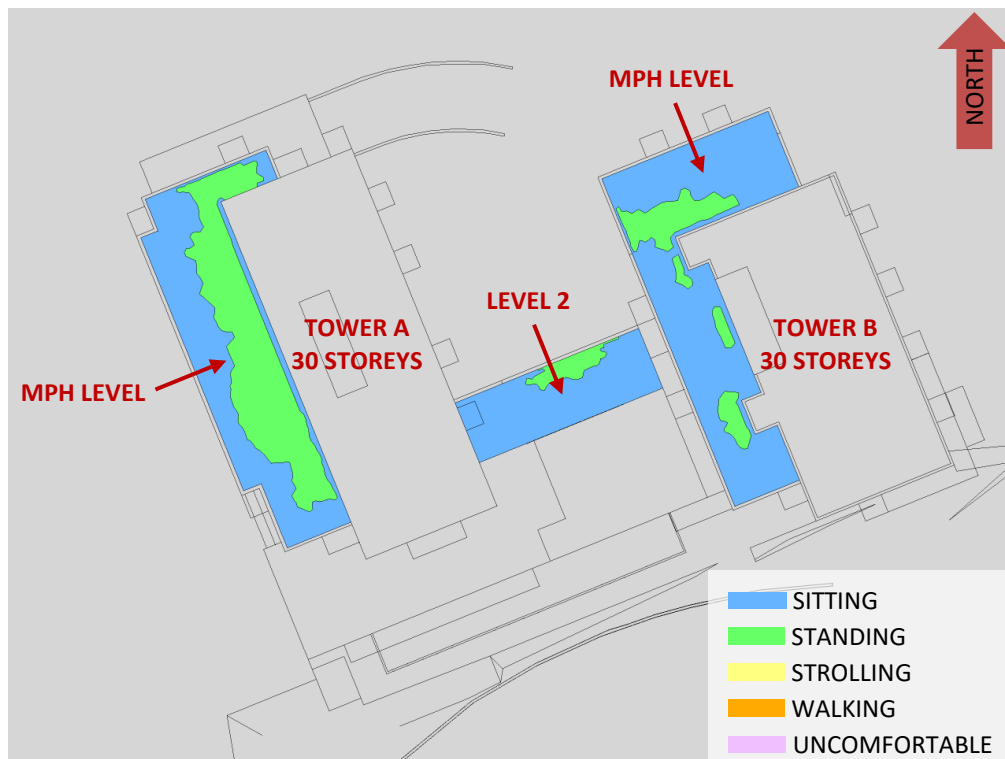 NORTH
MPH LEVEL
LEVEL 2
TOWER A
30 STOREYS
TOWER B
30 STOREYS
MPH LEVEL
SITTING
STANDING
STROLLING
WALKING
UNCOMFORTABLE